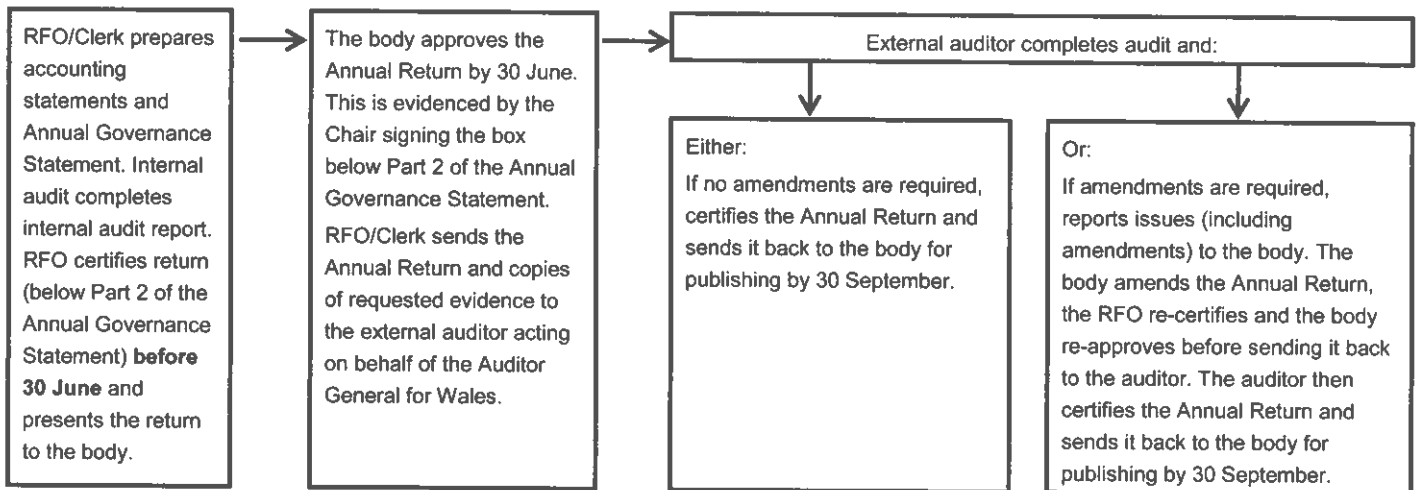 RFO/Clerk prepares
accounting
statements and
Annual Governance
Statement. Internal
audit completes
internal audit report.
RFO certifies return
(below Part 2 of the
Annual Governance
Statement) before
30 June and
presents the return
to the body.
The body approves the
Annual Return by 30 June.
This is evidenced by the
Chair signing the box
below Part 2 of the Annual
Governance Statement.
RFO/Clerk sends the
Annual Return and copies
of requested evidence to
the external auditor acting
on behalf of the Auditor
General for Wales.
External auditor completes audit and:
Either:
If no amendments are required,
certifies the Annual Return and
sends it back to the body for
publishing by 30 September.
Or:
If amendments are required,
reports issues (including
amendments) to the body. The
body amends the Annual Return,
the RFO re-certifies and the body
re-approves before sending it back
to the auditor. The auditor then
certifies the Annual Return and
sends it back to the body for
publishing by 30 September.